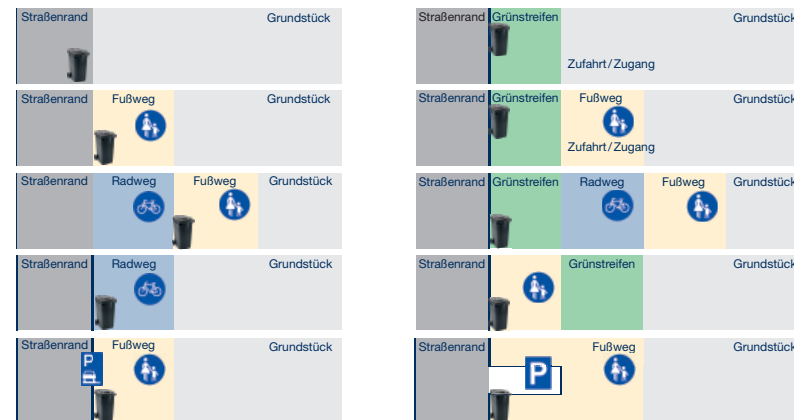 Straßenrand Grundstück
Straßenrand Fußweg Grundstück
Straßenrand Radweg Fußweg Grundstück
Straßenrand Radweg Grundstück
Straßenrand Fußweg Grundstück
P
Straßenrand Grünstreifen Grundstück
Zufahrt/Zugang
Straßenrand Grünstreifen Fußweg Grundstück
Zufahrt/Zugang
Straßenrand Grünstreifen Radweg Fußweg Grundstück
Straßenrand Grünstreifen Grundstück
Straßenrand Fußweg Grundstück
P